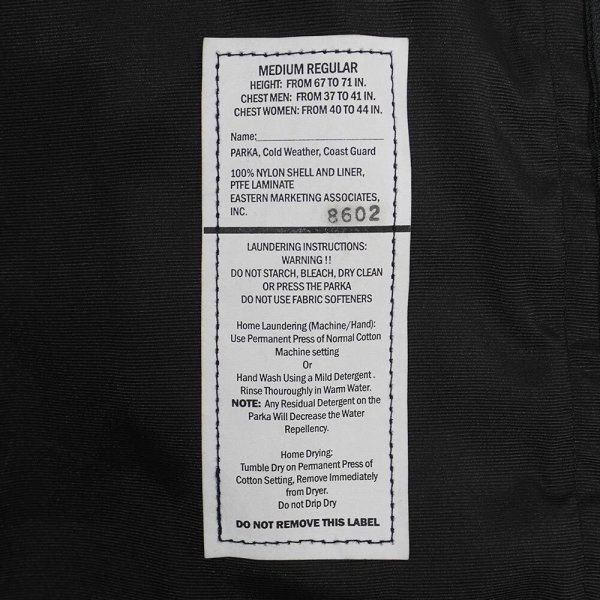 MEDIUM REGULAR
HEIGHT: FROM 67 TO 71 IN.
CHEST MEN: FROM 37 TO 41 IN.
CHEST WOMEN: FROM 40 TO 44 IN.
Name:
PARKA, Cold Weather, Coast Guard
100% NYLON SHELL AND LINER,
PTFE LAMINATE
EASTERN MARKETING ASSOCIATES,
INC. 8602
LAUNDERING INSTRUCTIONS:
WARNING !!
DO NOT STARCH, BLEACH, DRY CLEAN
OR PRESS THE PARKA
DO NOT USE FABRIC SOFTENERS
Home Laundering (Machine/Hand):
Use Permanent Press of Normal Cotton
Machine setting
Or
Hand Wash Using a Mild Detergent .
Rinse Thouroughly in Warm Water.
NOTE: Any Residual Detergent on the
Parka Will Decrease the Water
Repellency.
Home Drying:
Tumble Dry on Permanent Press of
Cotton Setting, Remove Immediately
from Dryer.
Do not Drip Dry
DO NOT REMOVE THIS LABEL